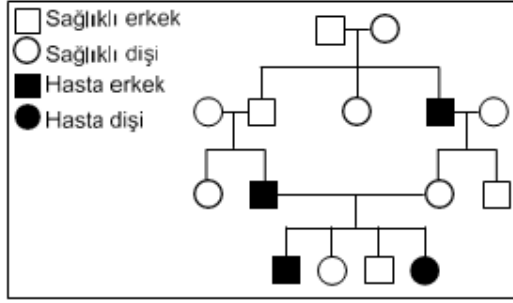 Sağlıklı erkek
Sağlıklı dişi
Hasta erkek
Hasta dişi